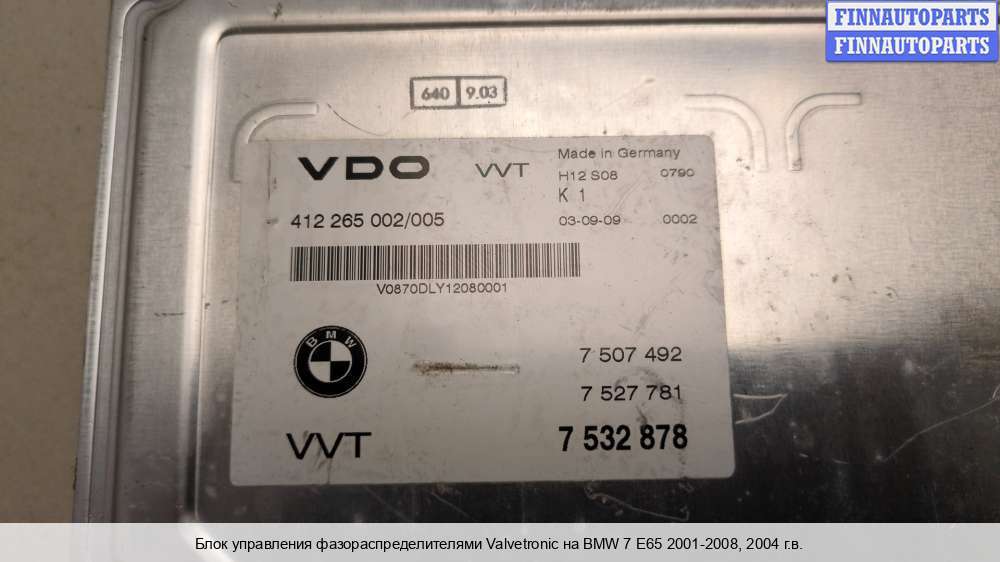 FINNAUTOPARTS
FINNAUTOPARTS
640 9.03
VDO VVT Made in Germany
H12 S08 0790
K 1
412 265 002/005 03-09-09 0002
V0870DLY12080001
BMW
7 507 492
7 527 781
VVT 7 532 878
Блок управления фазораспределителями Valvetronic на BMW 7 E65 2001-2008, 2004 г.в.